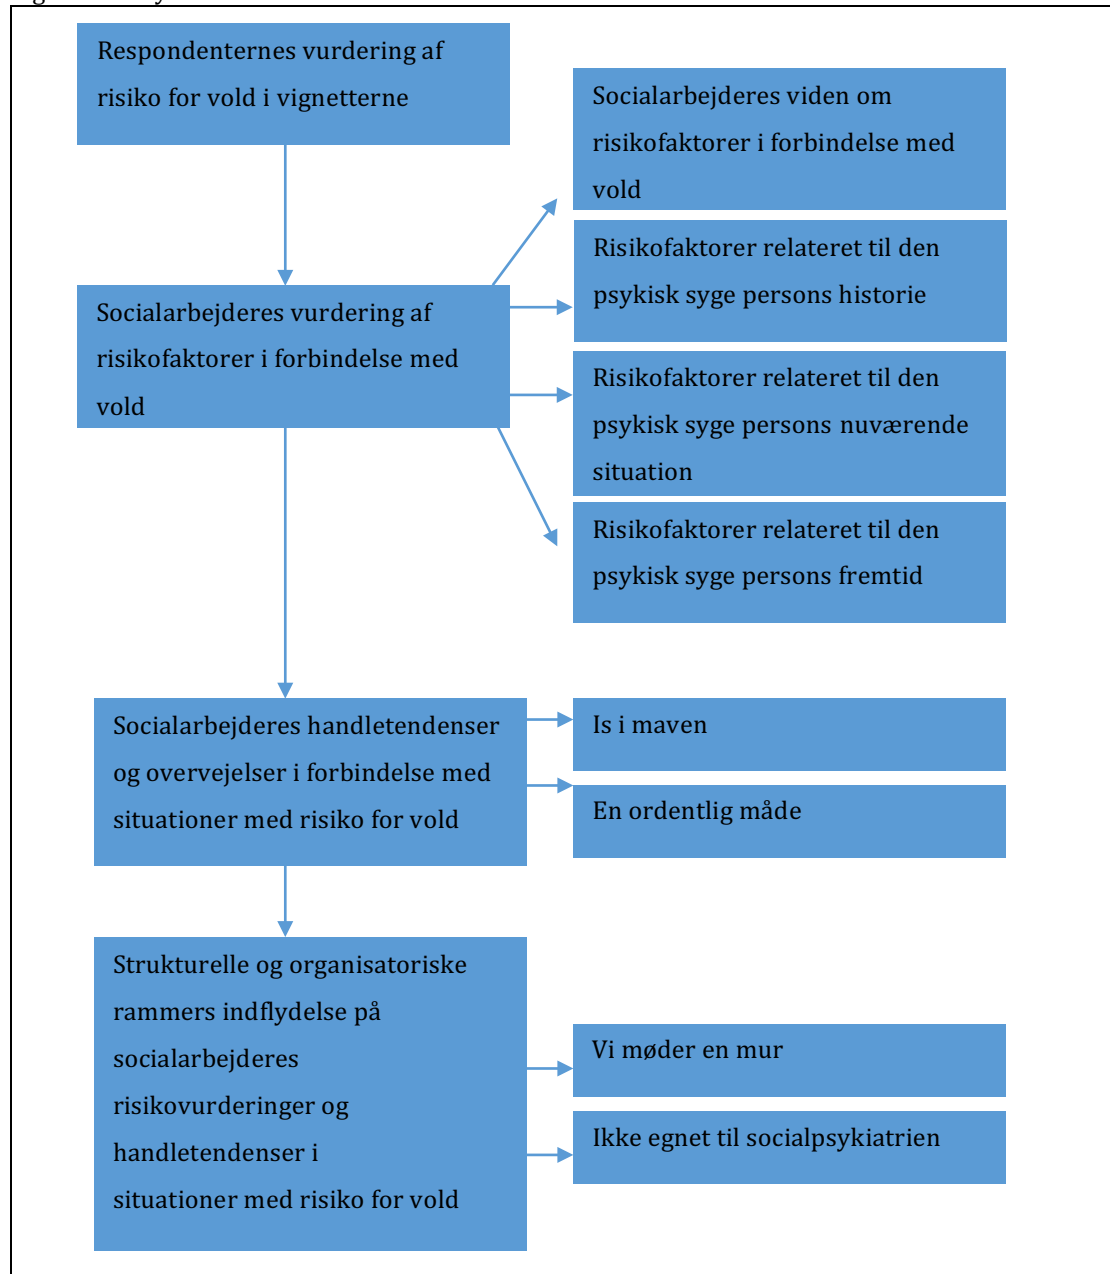 Respondenternes vurdering af
risiko for vold i vignetterne
Socialarbejderes viden om
risikofaktorer i forbindelse med
vold
Risikofaktorer relateret til den
psykisk syge persons historie
Socialarbejderes vurdering af
risikofaktorer i forbindelse med
vold
Risikofaktorer relateret til den
psykisk syge persons nuværende
situation
Risikofaktorer relateret til den
psykisk syge persons fremtid
Socialarbejderes handletendenser
og overvejelser i forbindelse med
situationer med risiko for vold
Is i maven
En ordentlig måde
Strukturelle og organisatoriske
rammers indflydelse på
socialarbejderes
risikovurderinger og
handletendenser i
situationer med risiko for vold
Vi møder en mur
Ikke egnet til socialpsykiatrien